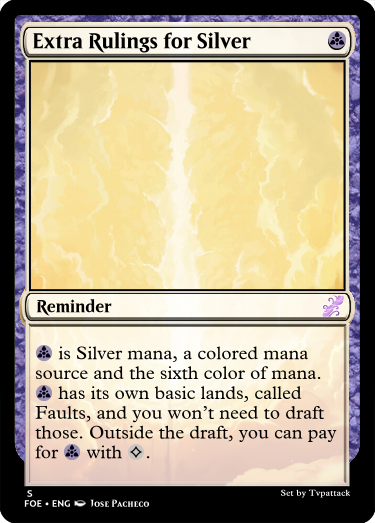 Extra Rulings for Silver
Reminder
is Silver mana, a colored mana
source and the sixth color of mana.
has its own basic lands, called
Faults, and you won't need to draft
those. Outside the draft, you can pay
for with .
S
FOE • ENG Jose Pacheco
Set by Tvpattack